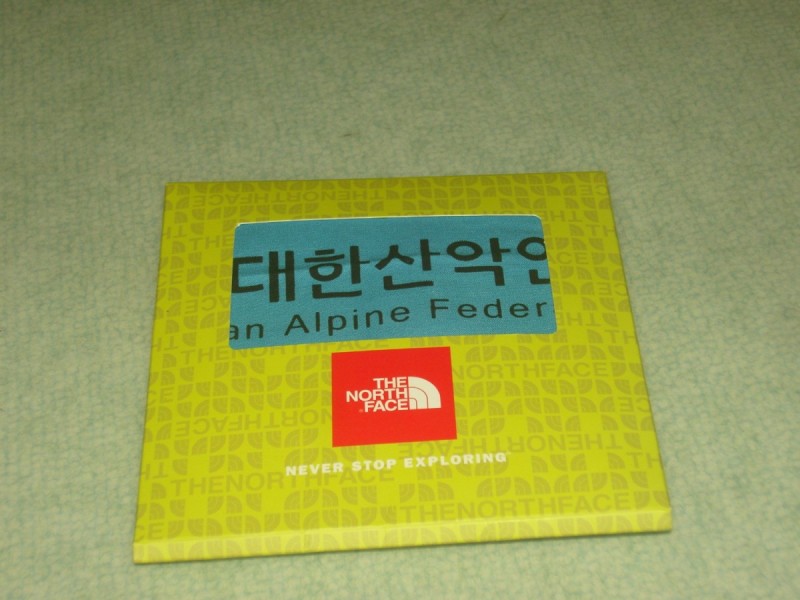 대한산악연
an Alpine Feder
THE
NORTH
FACE
NEVER STOP EXPLORING